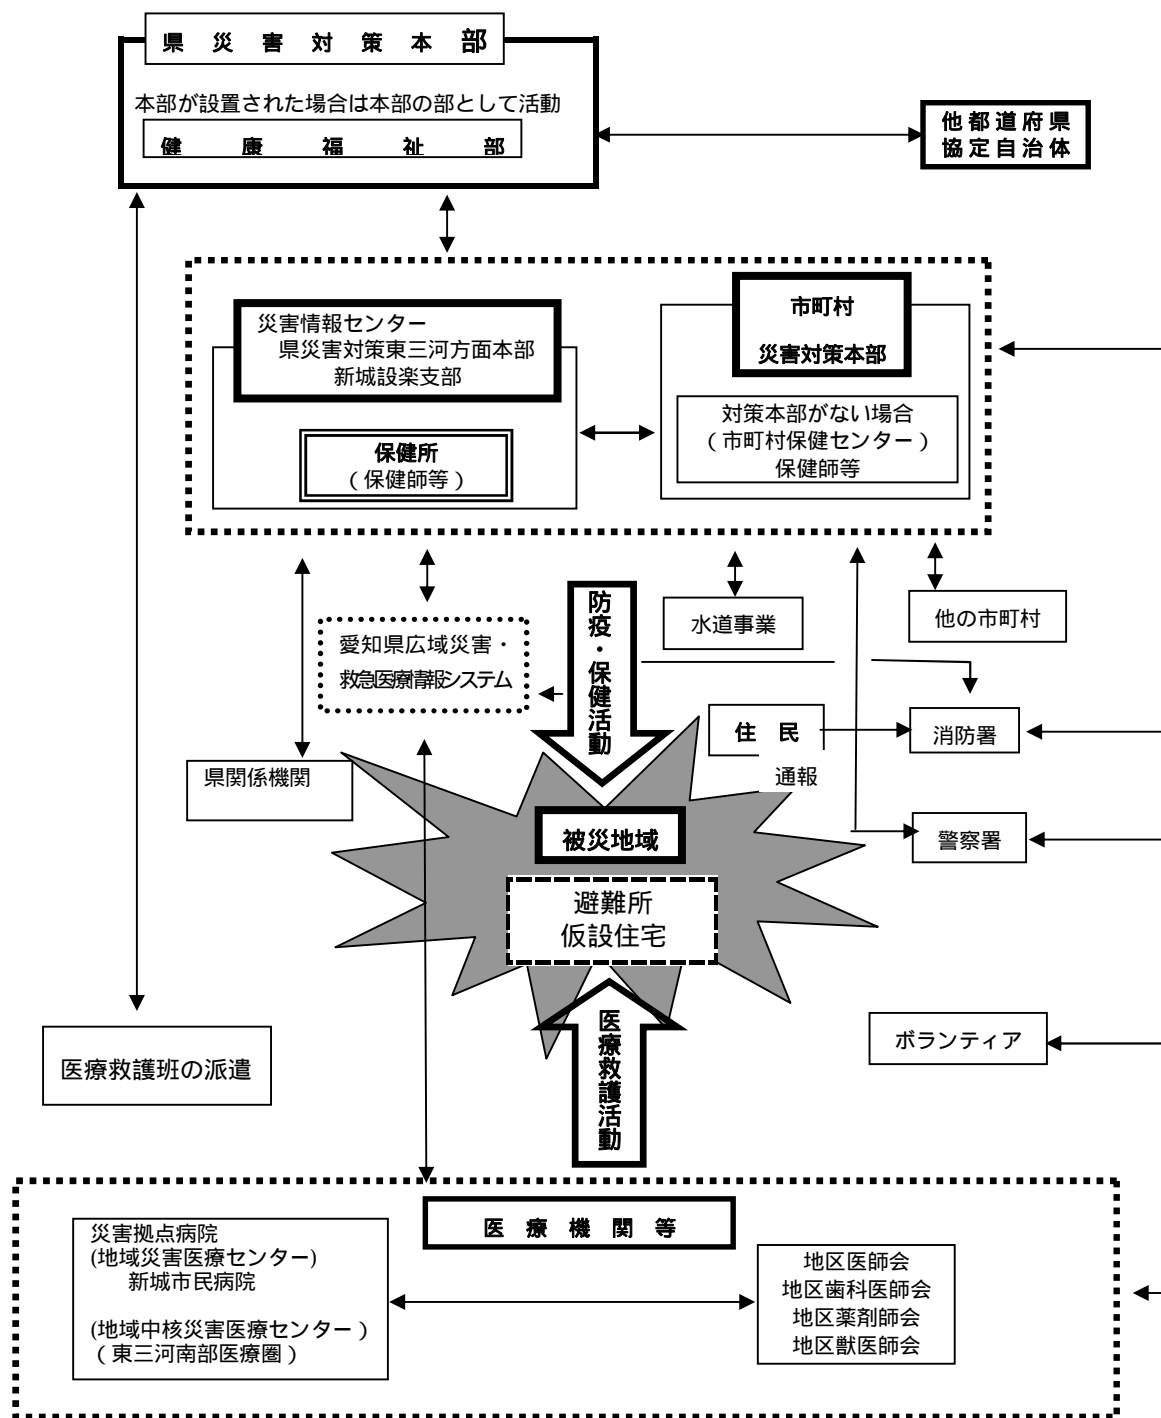 県災害対策本部
本部が設置された場合は本部の部として活動
健康福祉部
他都道府県
協定自治体
災害情報センター
県災害対策東三河方面本部
新城設楽支部
保健所
（保健師等）
市町村
災害対策本部
対策本部がない場合
（市町村保健センター）
保健師等
愛知県広域災害・
救急医療情報システム
防疫・保健活動
水道事業
他の市町村
住民
通報
消防署
県関係機関
警察署
被災地域
避難所
仮設住宅
医療救護班の派遣
医療救護活動
ボランティア
医療機関等
災害拠点病院
(地域災害医療センター)
新城市民病院
(地域中核災害医療センター）
（東三河南部医療圏）
地区医師会
地区歯科医師会
地区薬剤師会
地区獣医師会